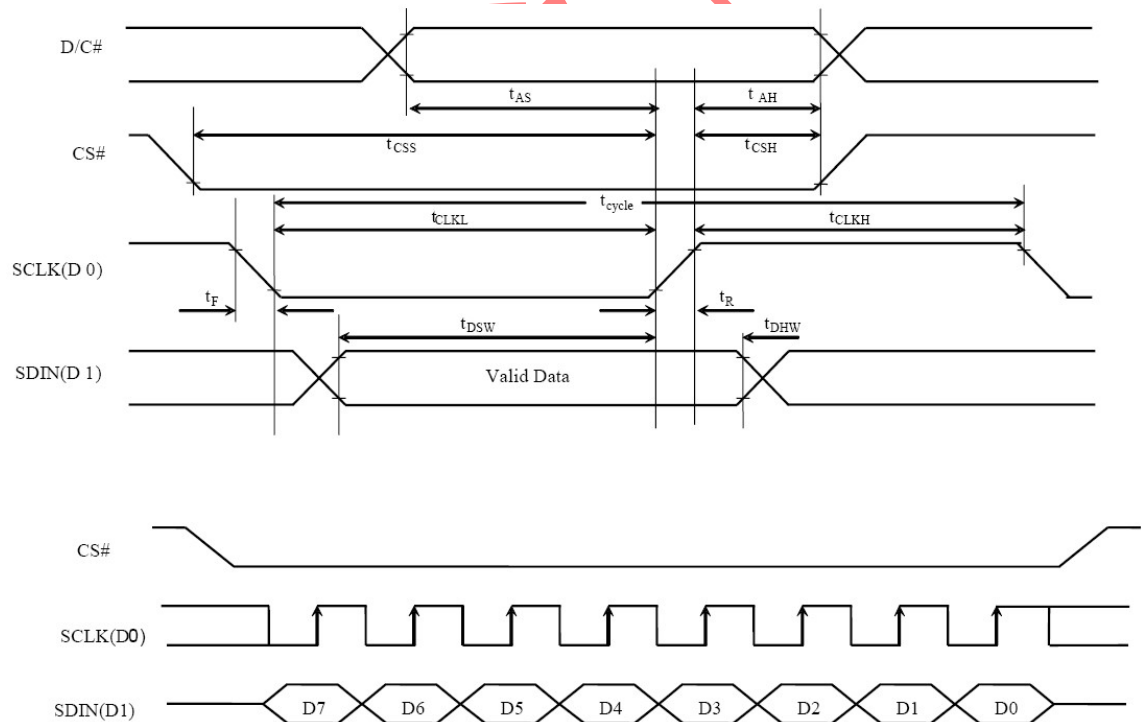 D/C#
tAS
t AH
CS#
tCSS
tCSH
tcycle
tCLKL
tCLKH
SCLK(D 0)
tF
tR
tDSW
tDHW
SDIN(D 1)
Valid Data
CS#
SCLK(D0)
SDIN(D1)
D7 D6 D5 D4 D3 D2 D1 D0